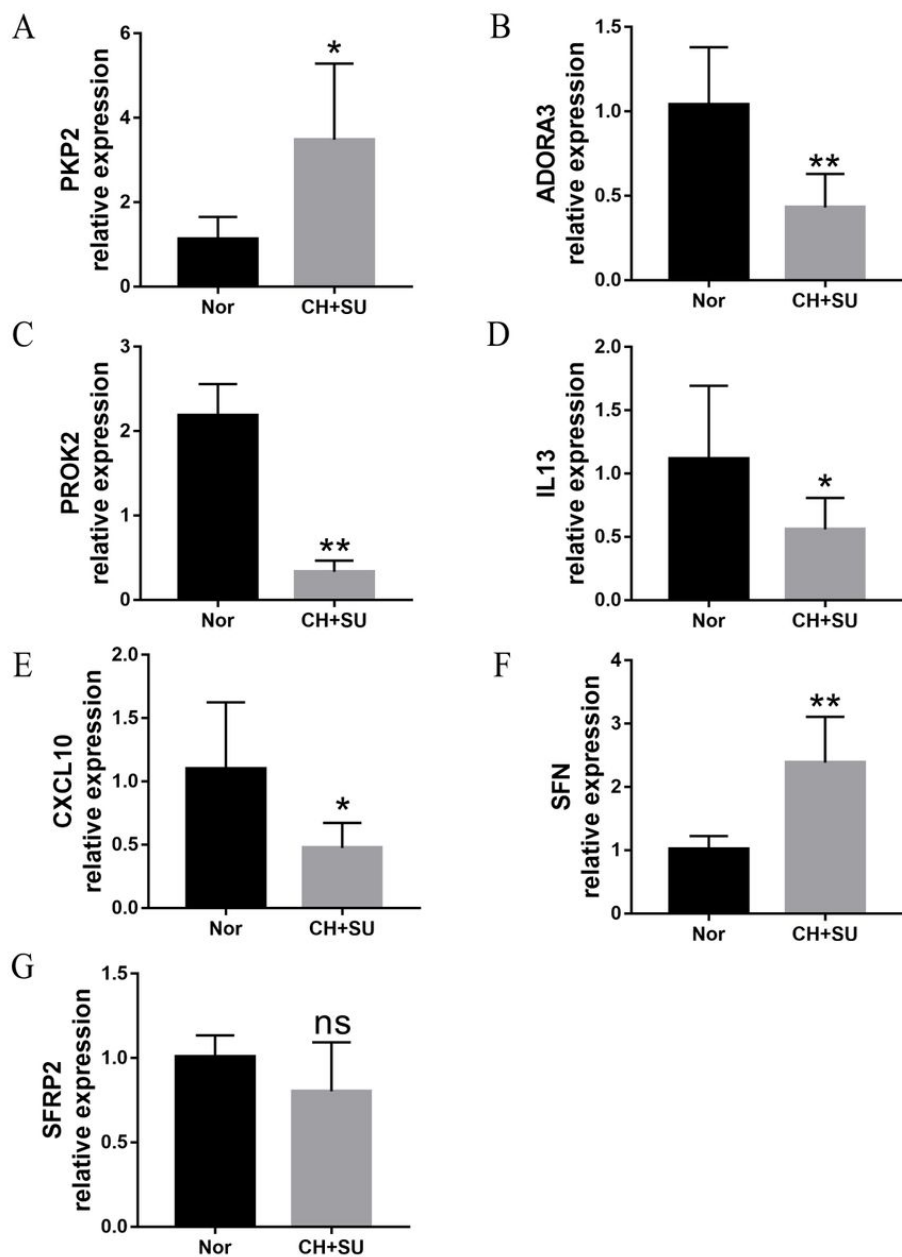 A
PKP2
relative expression
6
4
2
0
*
Nor
CH+SU
B
ADORA3
relative expression
1.5
1.0
0.5
0.0
**
Nor
CH+SU
C
PROK2
relative expression
3
2
1
0
**
Nor
CH+SU
D
IL13
relative expression
2.0
1.5
1.0
0.5
0.0
*
Nor
CH+SU
E
CXCL10
relative expression
2.0
1.5
1.0
0.5
0.0
*
Nor
CH+SU
F
SFN
relative expression
4
3
2
1
0
**
Nor
CH+SU
G
SFRP2
relative expression
1.5
1.0
0.5
0.0
ns
Nor
CH+SU